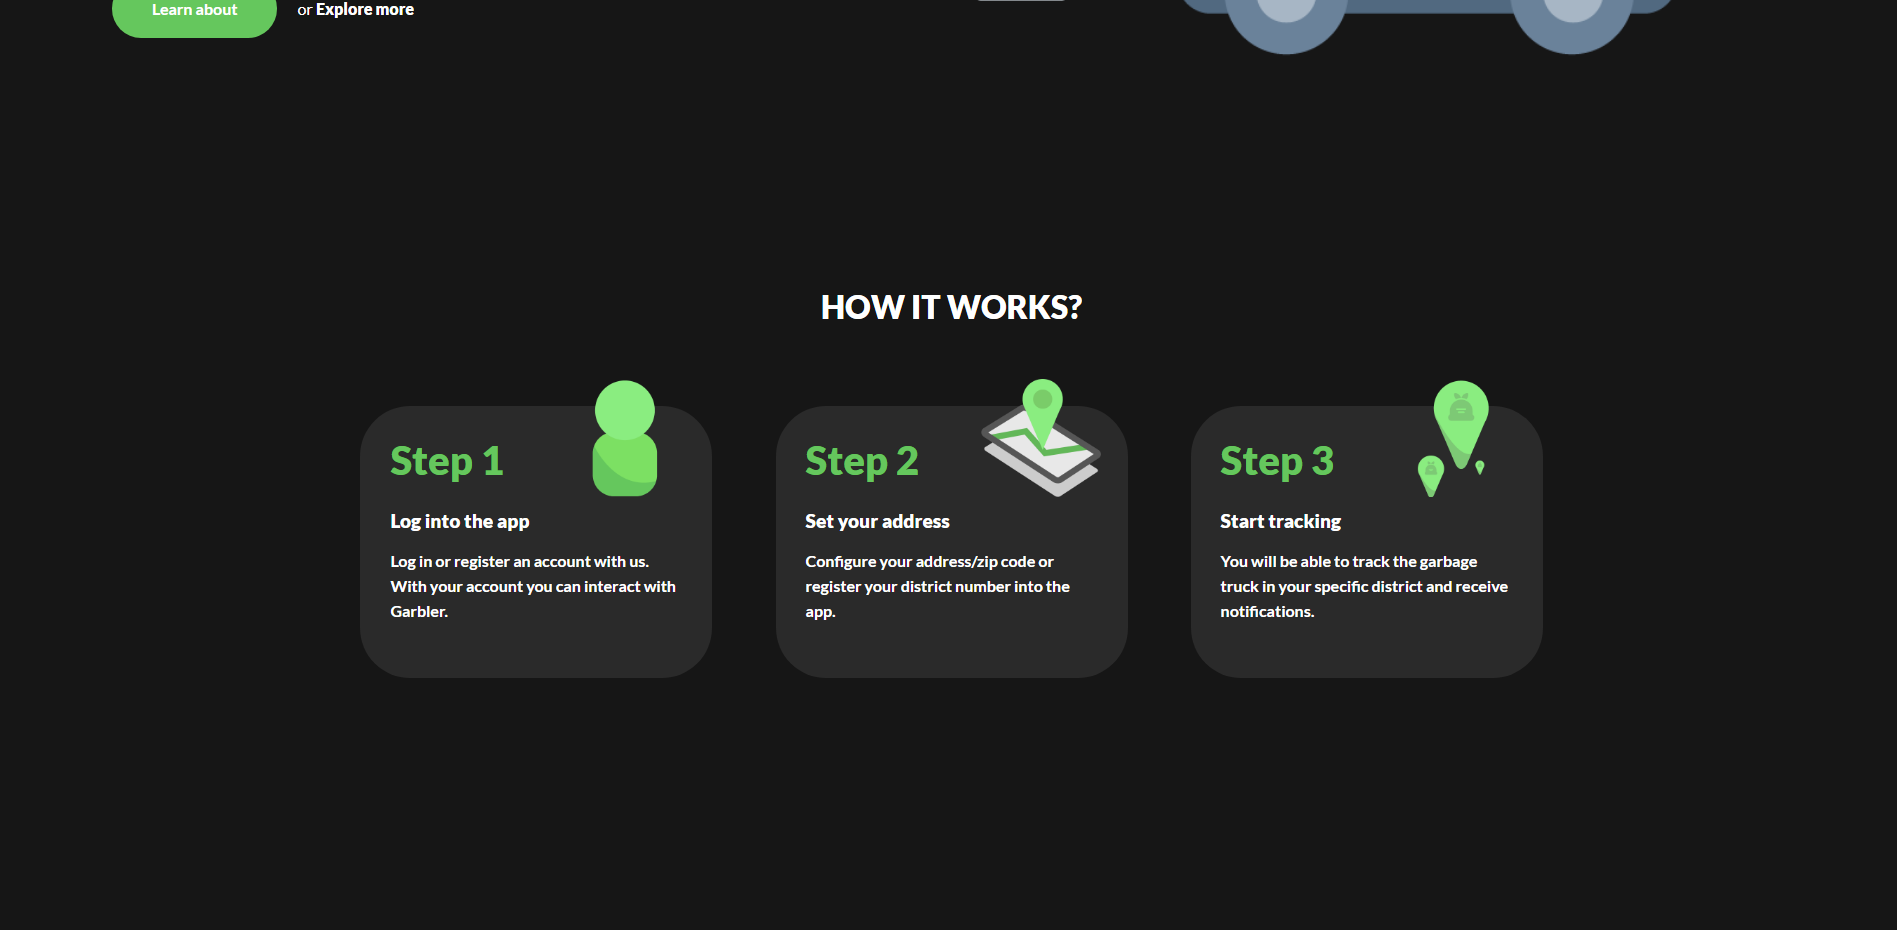 Learn about
or Explore more
HOW IT WORKS?
Step 1
Log into the app
Log in or register an account with us.
With your account you can interact with
Garbler.
Step 2
Set your address
Configure your address/zip code or
register your district number into the
app.
Step 3
Start tracking
You will be able to track the garbage
truck in your specific district and receive
notifications.